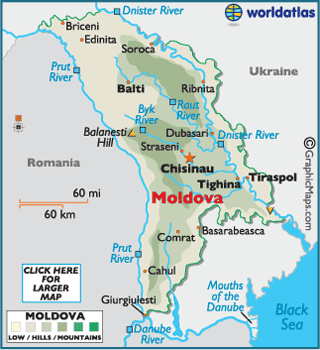 Dnister River
worldatlas
Briceni
Edinita
Soroca
Ukraine
Prut
River
Ribnita
Balti
Byk
River
Raut
River
Balanesti
Hill
Dubasari
Dnister River
Straseni
Romania
Chisinau
Tiraspol
Tighina
60 mi
60 km
Moldova
Basarabeasca
Comrat
Prut
River
CLICK HERE
FOR
LARGER
MAP
Cahul
Mouths
of the
Danube
Giurgiulesti
Black
Sea
MOLDOVA
LOW / HILLS / MOUNTAINS
Danube
River
©GraphicMaps.com